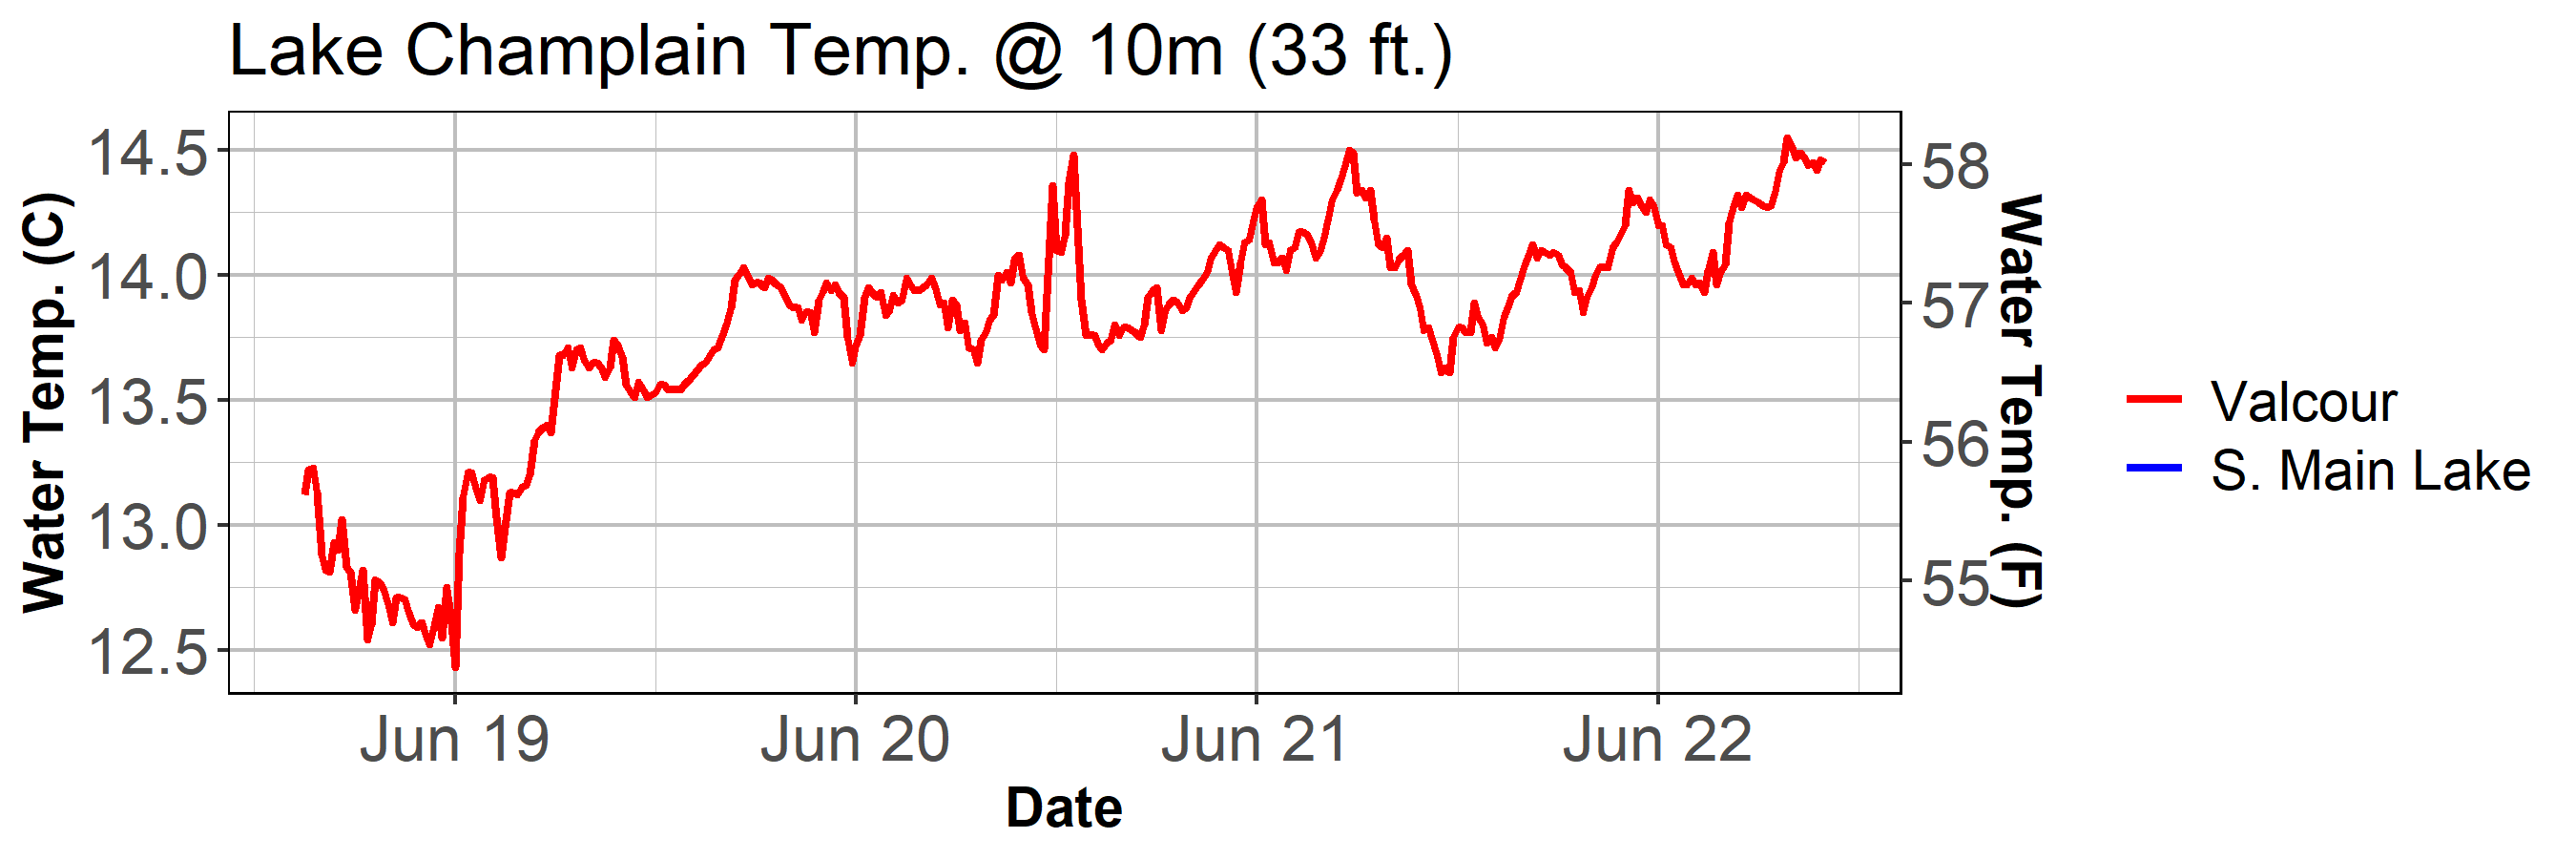 Lake Champlain Temp. @ 10m (33 ft.)
Water Temp. (C)
14.5
14.0
13.5
13.0
12.5
58
57
56
55
Water Temp. (F)
Jun 19
Jun 20
Jun 21
Jun 22
Date
Valcour
S. Main Lake